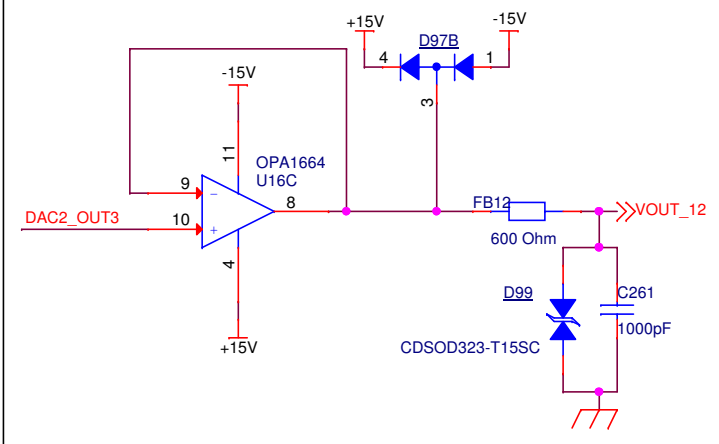 +15V
-15V
D97B
4
1
3
-15V
11
OPA1664
U16C
9
8
DAC2_OUT3
10
FB12
VOUT_12
600 Ohm
4
D99
C261
1000pF
CDSOD323-T15SC
+15V